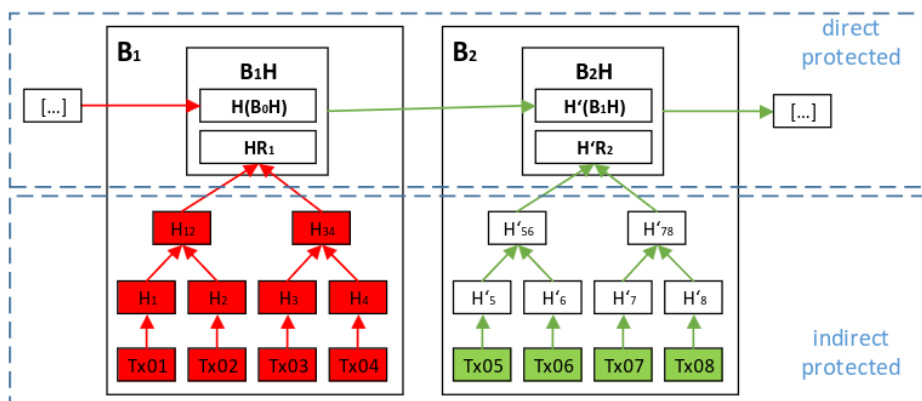 B₁
B₂
direct
protected
B₁H
B₂H
[...]
H(B₀H)
H‘(B₁H)
[...]
HR₁
H‘R₂
H₁₂
H₃₄
H‘₅₆
H‘₇₈
H₁
H₂
H₃
H₄
H‘₅
H‘₆
H‘₇
H‘₈
indirect
protected
Tx01
Tx02
Tx03
Tx04
Tx05
Tx06
Tx07
Tx08